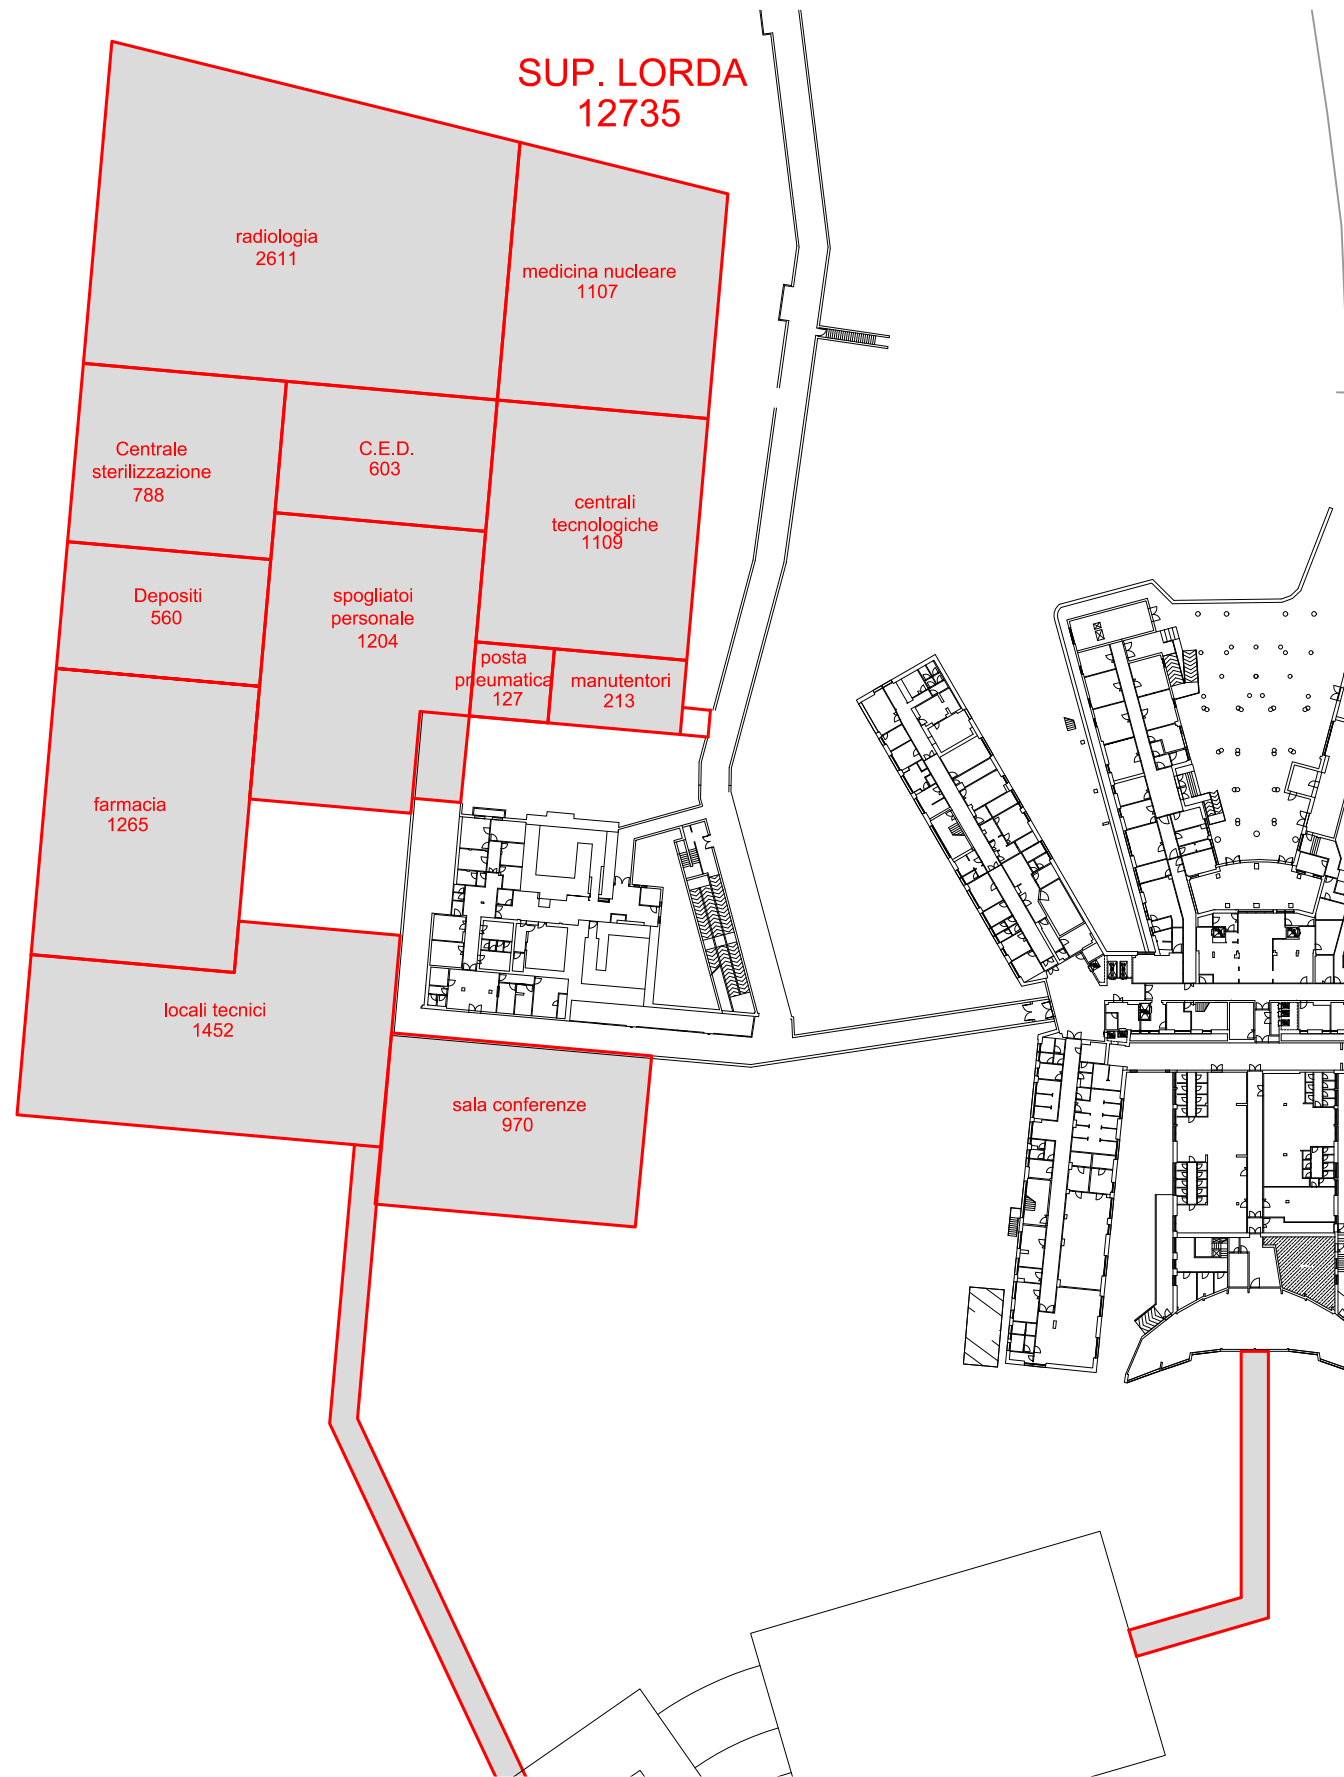 SUP. LORDA
12735
radiologia
2611
medicina nucleare
1107
Centrale
sterilizzazione
788
C.E.D.
603
centrali
tecnologiche
1109
Depositi
560
spogliatoi
personale
1204
posta
pneumatica
127
manutentori
213
farmacia
1265
locali tecnici
1452
sala conferenze
970